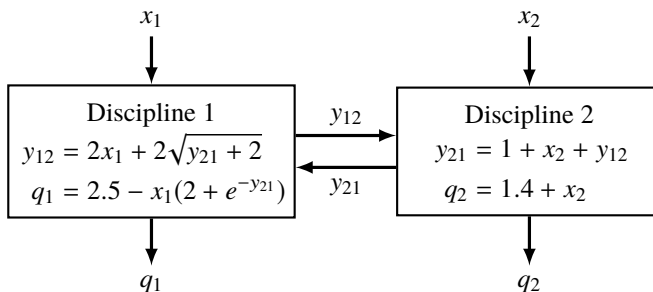 x₁ x₂
Discipline 1
y₁₂ = 2x₁ + 2√(y₂₁ + 2)
q₁ = 2.5 − x₁(2 + e^{−y₂₁})
y₁₂
y₂₁
Discipline 2
y₂₁ = 1 + x₂ + y₁₂
q₂ = 1.4 + x₂
q₁ q₂